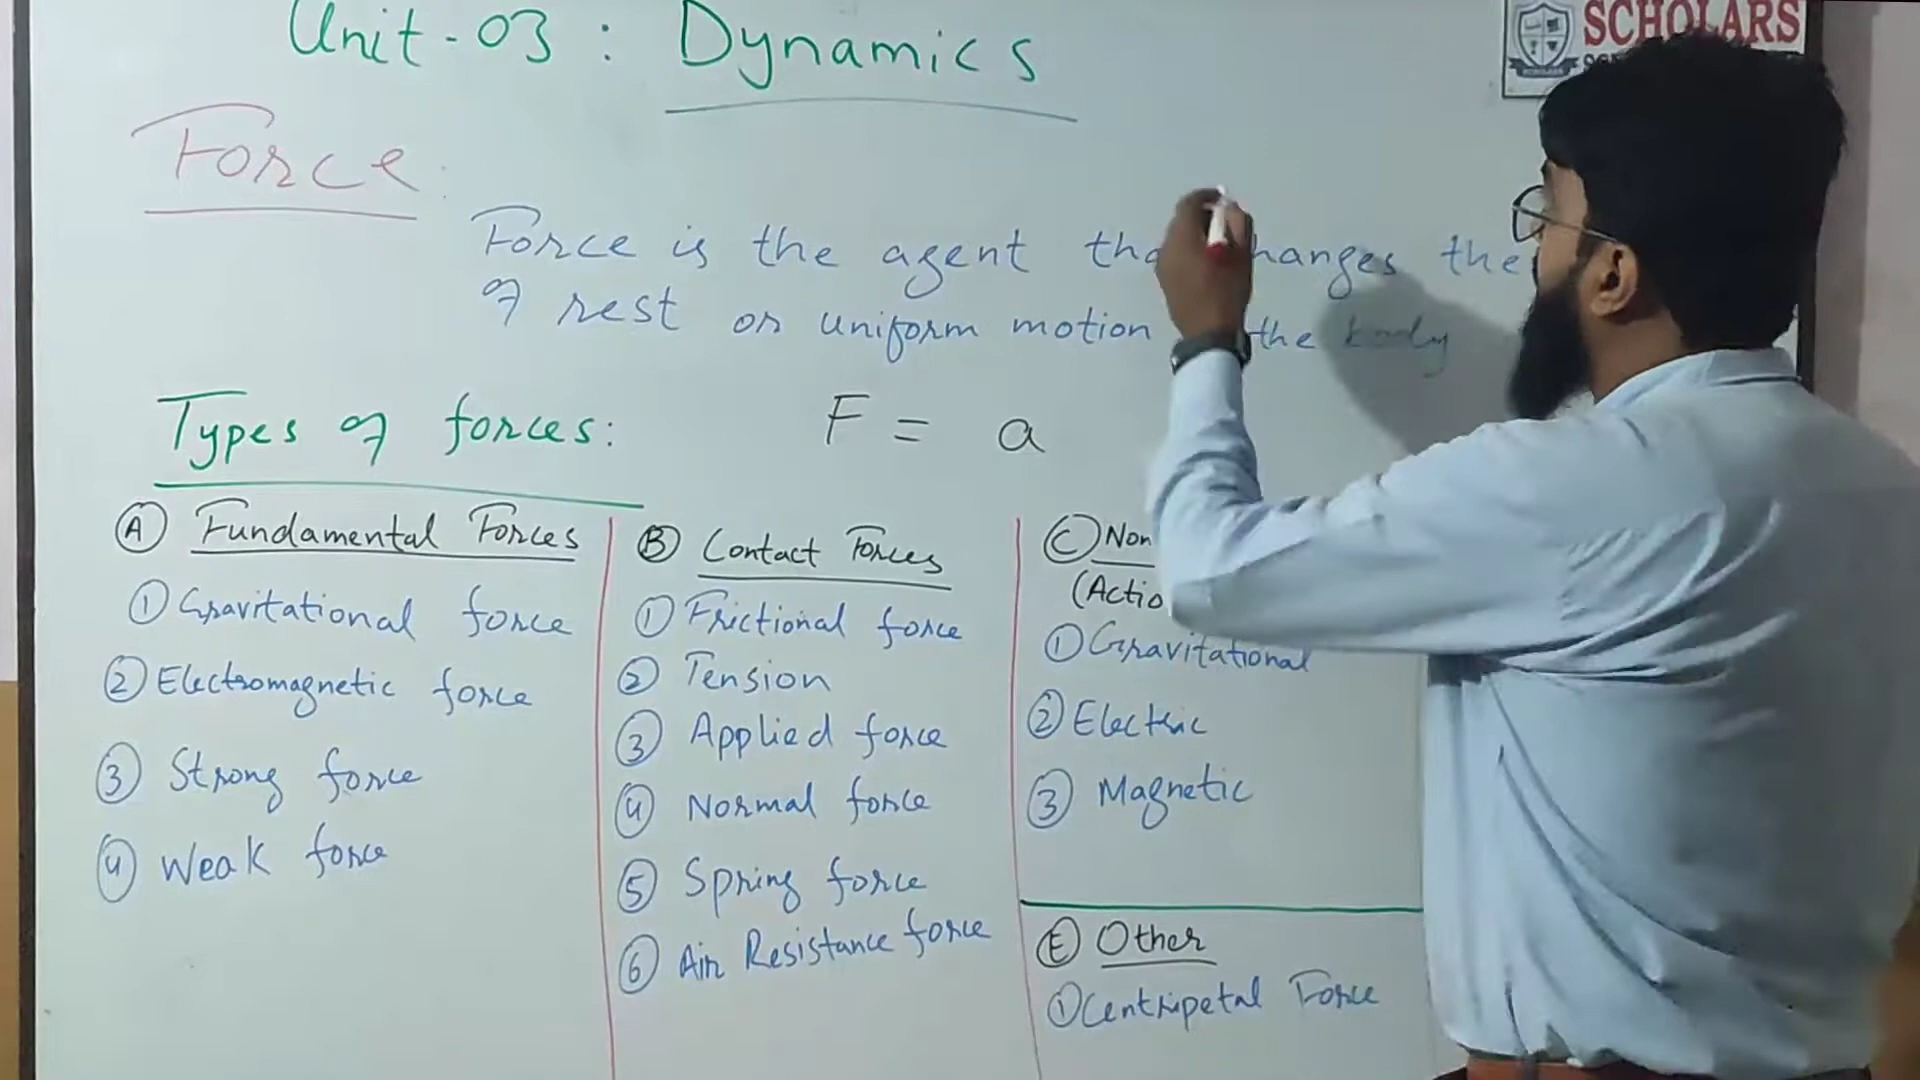 SCHOLARS
Unit-03 : Dynamics
Force
Force is the agent hanges the
of rest or uniform motion the body
Types of forces:
F = a
A Fundamental Forces
1 Gravitational force
2 Electromagnetic force
3 Strong force
4 Weak force
B Contact Forces
1 Frictional force
2 Tension
3 Applied force
4 Normal force
5 Spring force
6 Air Resistance force
C Non
(Actio
1 Gravitational
2 Electric
3 Magnetic
E Other
1 Centripetal Force